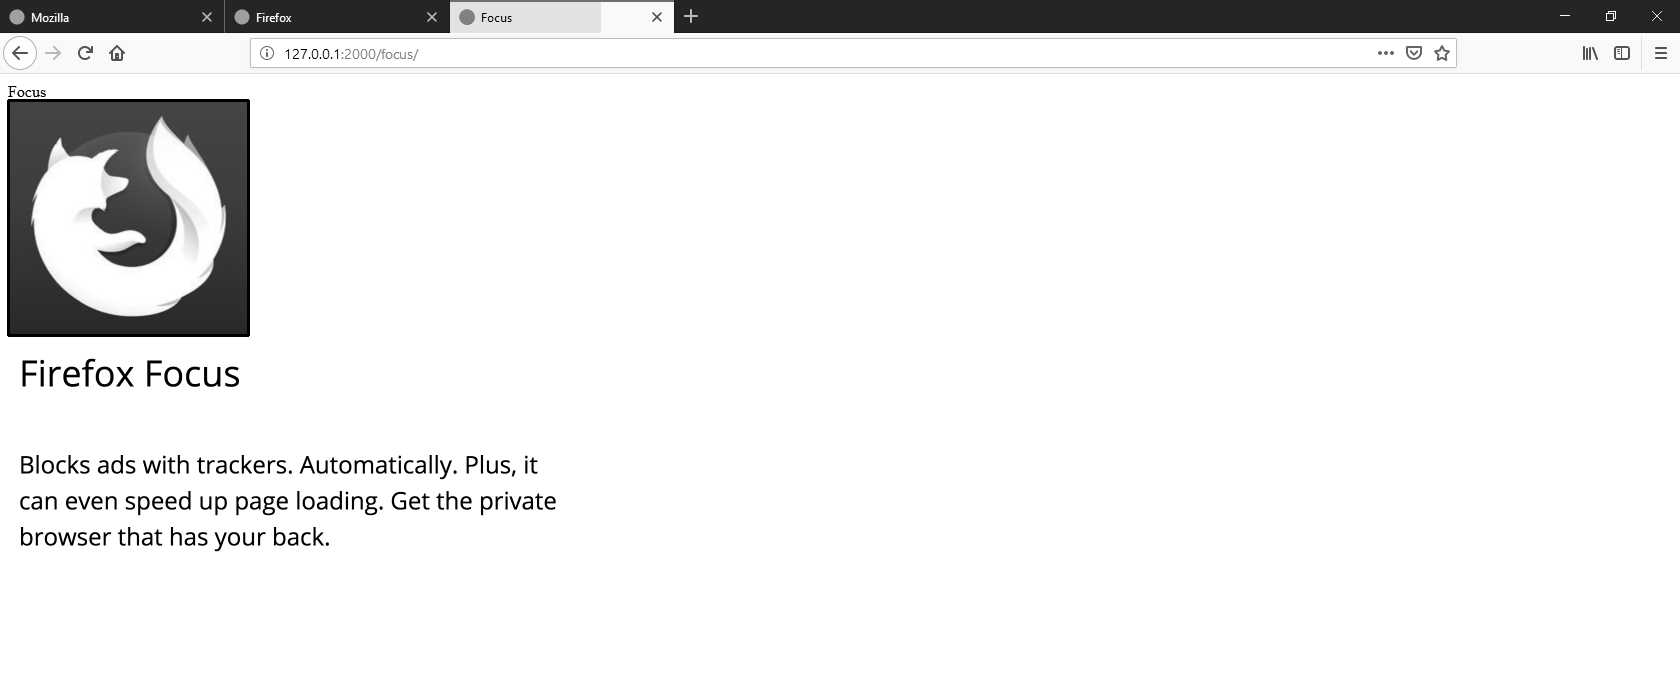 Mozilla
Firefox
Focus
127.0.0.1:2000/focus/
Focus
Firefox Focus
Blocks ads with trackers. Automatically. Plus, it
can even speed up page loading. Get the private
browser that has your back.